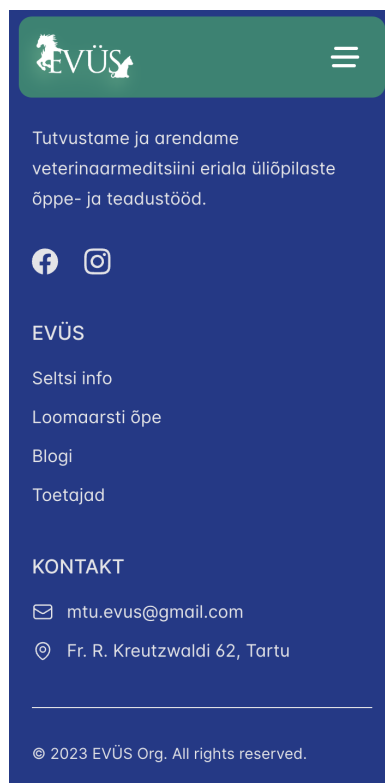 EVÜS
Tutvustame ja arendame
veterinaarmeditsiini eriala üliõpilaste
õppe- ja teadustööd.
EVÜS
Seltsi info
Loomaarsti õpe
Blogi
Toetajad
KONTAKT
mtu.evus@gmail.com
Fr. R. Kreutzwaldi 62, Tartu
© 2023 EVÜS Org. All rights reserved.